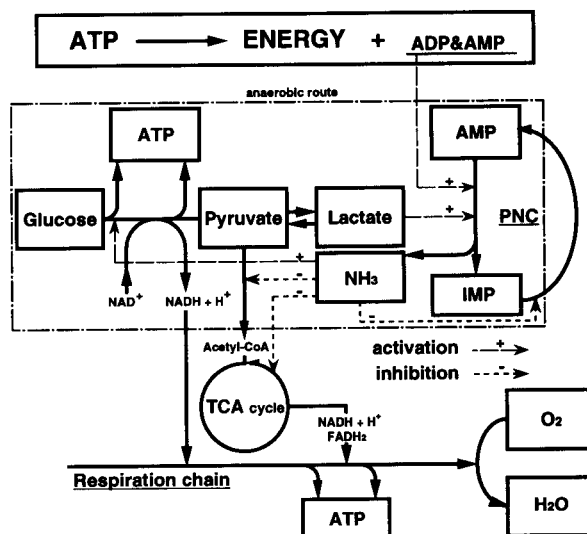 ATP → ENERGY + ADP&AMP
anaerobic route
ATP
AMP
+
Glucose
Pyruvate
Lactate
+
PNC
+
-
-
NH₃
IMP
NAD⁺
NADH + H⁺
-
Acetyl-CoA
activation +
inhibition -
TCA cycle
NADH + H⁺
FADH₂
O₂
Respiration chain
ATP
H₂O